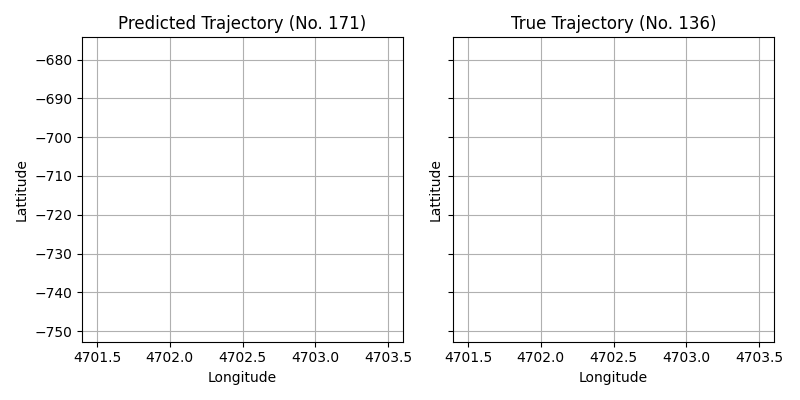 Predicted Trajectory (No. 171)
−680
−690
−700
−710
−720
−730
−740
−750
Lattitude
4701.5 4702.0 4702.5 4703.0 4703.5
Longitude
True Trajectory (No. 136)
Lattitude
4701.5 4702.0 4702.5 4703.0 4703.5
Longitude